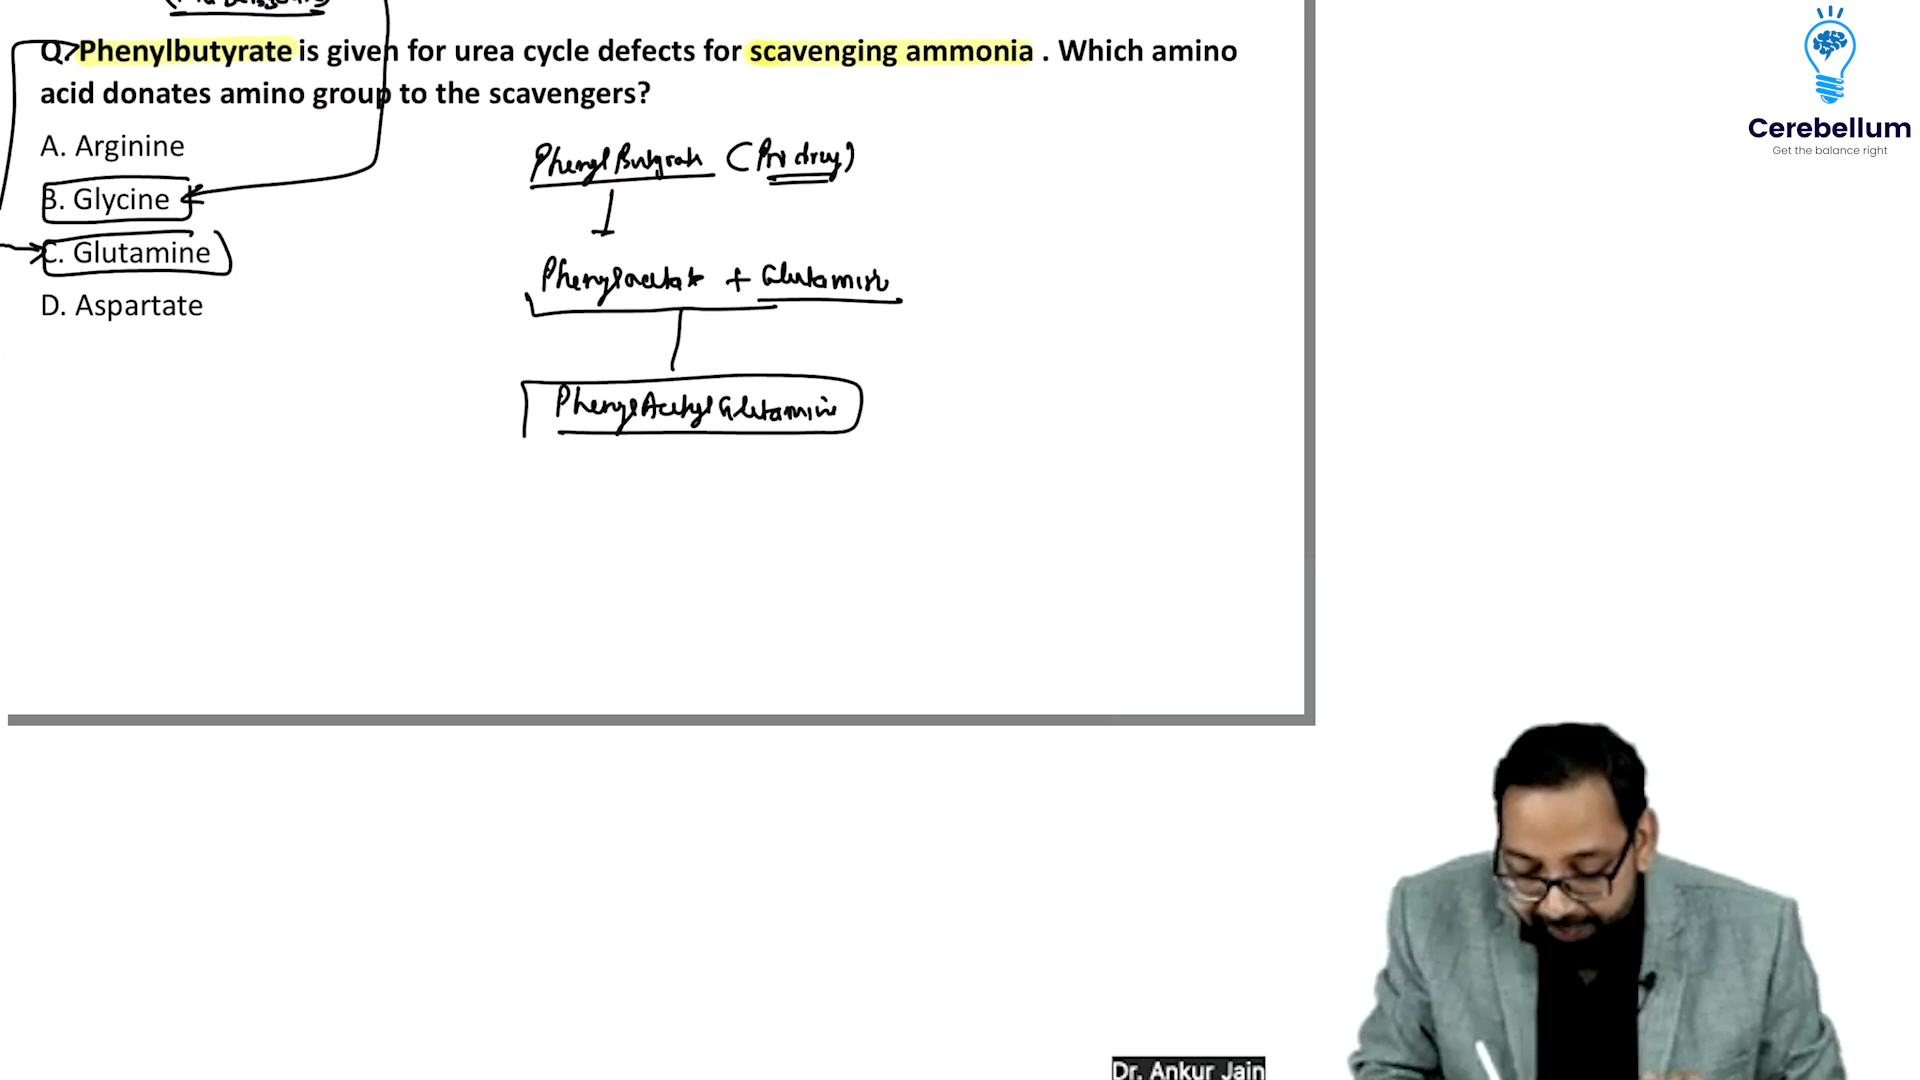 Q. Phenylbutyrate is given for urea cycle defects for scavenging ammonia . Which amino
acid donates amino group to the scavengers?
A. Arginine
B. Glycine
C. Glutamine
D. Aspartate
Phenyl Butyrate (Pro drug)
Phenylacetate + Glutamine
Phenyl Acetyl Glutamine
Cerebellum
Get the balance right
Dr. Ankur Jain